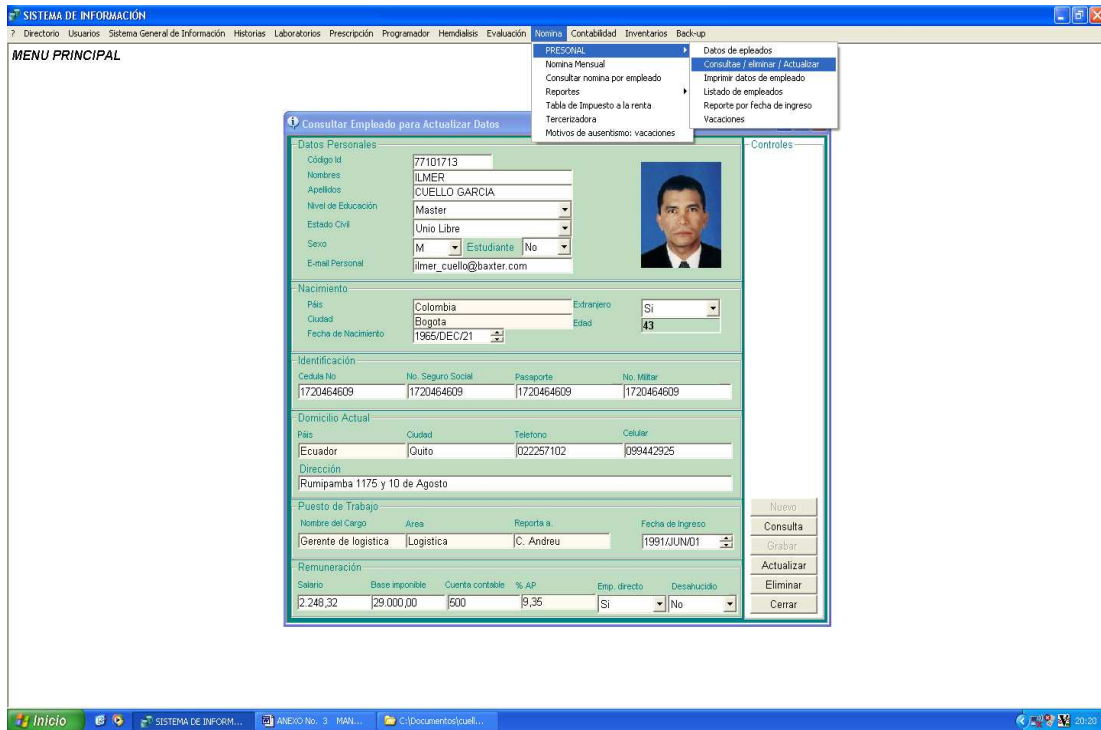 SISTEMA DE INFORMACIÓN
? Directorio Usuarios Sistema General de Información Historias Laboratorios Prescripción Programador Hemdialisis Evaluación Nomina Contabilidad Inventarios Back-up
MENU PRINCIPAL
PRESONAL
Nomina Mensual
Consultar nomina por empleado
Reportes
Tabla de Impuesto a la renta
Tercerizadora
Motivos de ausentismo: vacaciones
Datos de epleados
Consultae / eliminar / Actualizar
Imprimir datos de empleado
Listado de empleados
Reporte por fecha de ingreso
Vacaciones
Consultar Empleado para Actualizar Datos
Datos Personales
Código Id 77101713
Nombres ILMER
Apellidos CUELLO GARCIA
Nivel de Educación Master
Estado Civil Unio Libre
Sexo M Estudiante No
E-mail Personal ilmer_cuello@baxter.com
Nacimiento
Páis Colombia Extranjero Si
Ciudad Bogota Edad 43
Fecha de Nacimiento 1965/DEC/21
Identificación
Cedula No No. Seguro Social Pasaporte No. Militar
1720464609 1720464609 1720464609 1720464609
Domicilio Actual
Páis Ciudad Telefono Celular
Ecuador Quito 022257102 099442925
Dirección
Rumipamba 1175 y 10 de Agosto
Puesto de Trabajo
Nombre del Cargo Area Reporta a. Fecha de Ingreso
Gerente de logistica Logistica C. Andreu 1991/JUN/01
Remuneración
Salario Base imponible Cuenta contable % AP Emp. directo Desahucidio
2.248,32 29.000,00 500 9,35 Si No
Controles
Nuevo
Consulta
Grabar
Actualizar
Eliminar
Cerrar
Inicio SISTEMA DE INFORM... ANEXO No. 3 MAN... C:\Documentos\cuell... 20:20